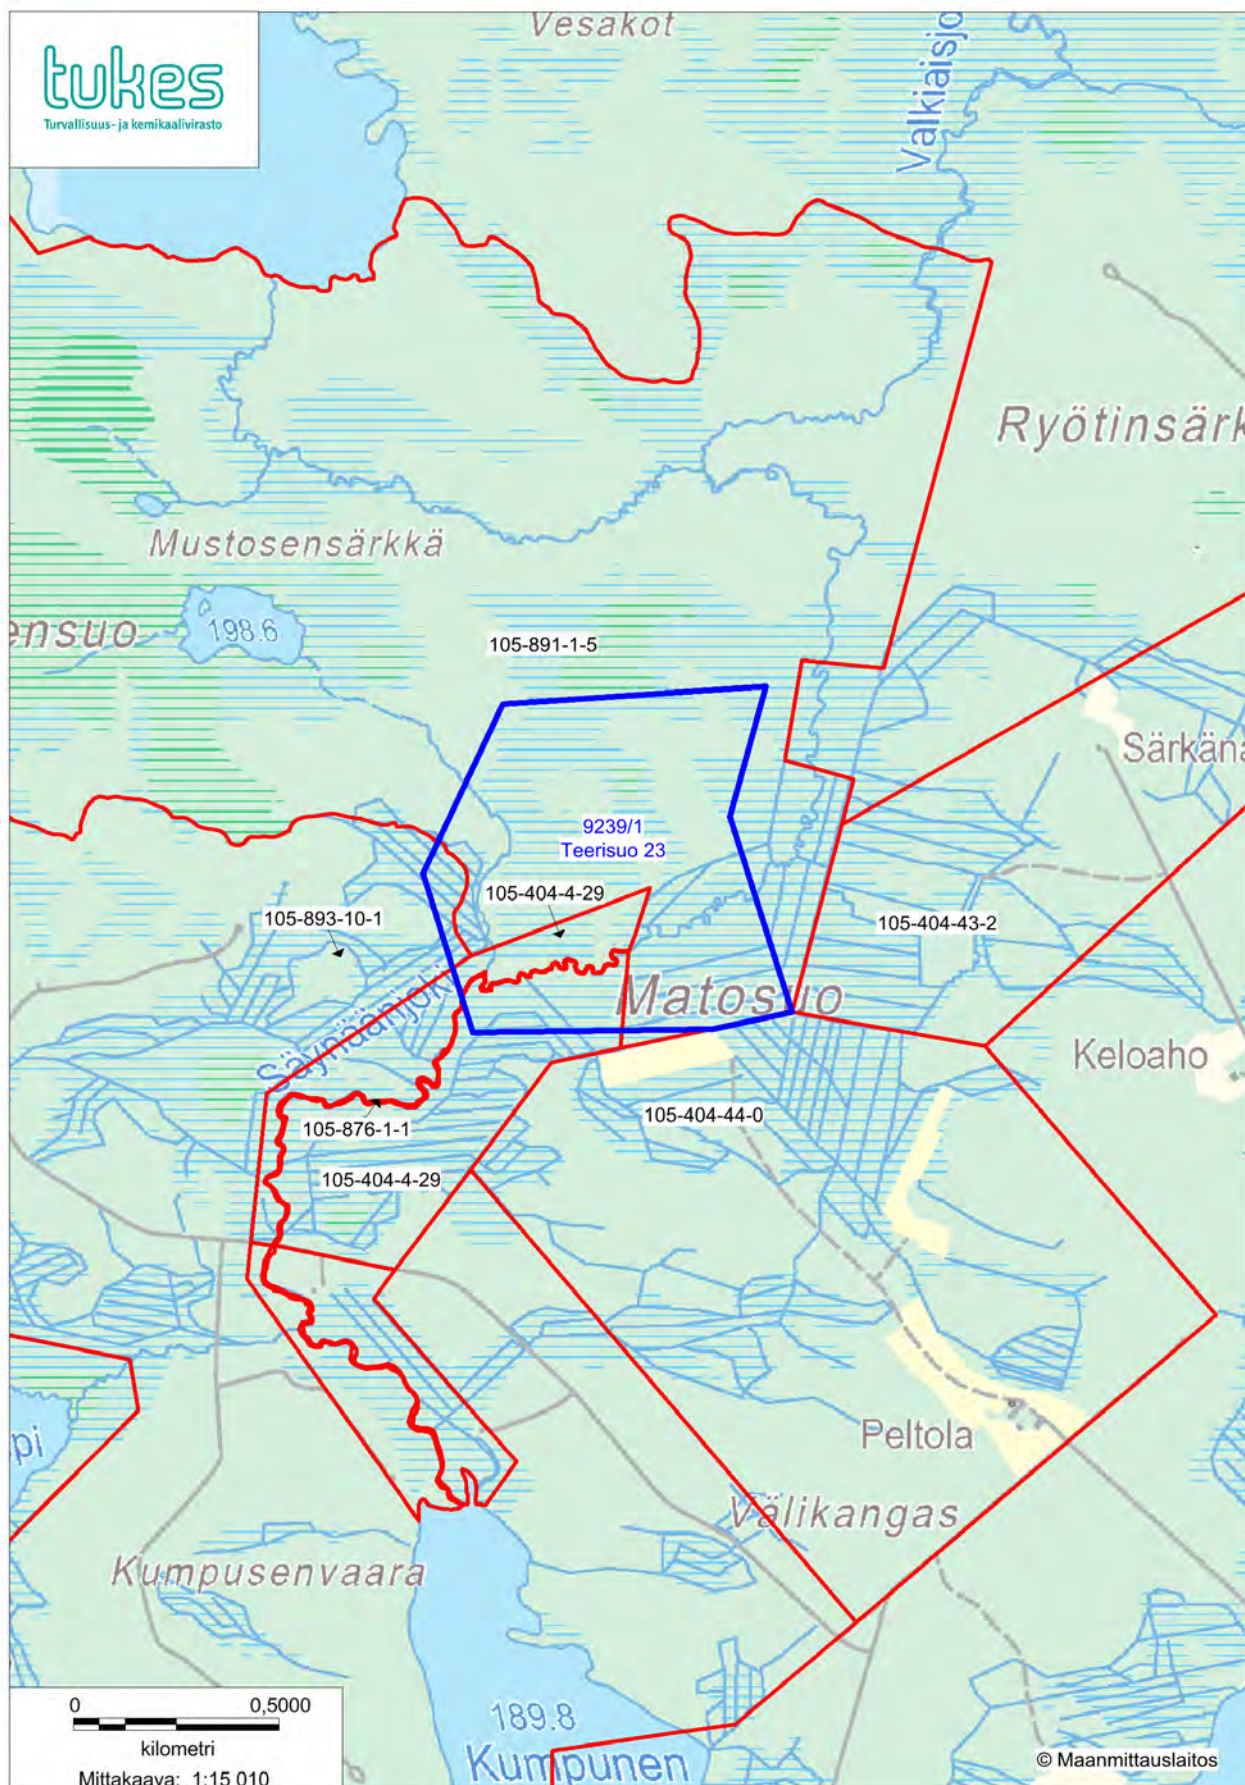 Vesakot
tukes
Turvallisuus- ja kemikaalivirasto
Valkiaisjo
Ryötinsärk
Mustosensärkkä
ensuo
198.6
105-891-1-5
Särkäna
9239/1
Teerisuo 23
105-404-4-29
105-893-10-1
105-404-43-2
Matosuo
Säynäänjoki
Keloaho
105-404-44-0
105-876-1-1
105-404-4-29
Peltola
pi
Välikangas
Kumpusenvaara
0 0,5000
kilometri
Mittakaava: 1:15 010
189.8
Kumpunen
© Maanmittauslaitos